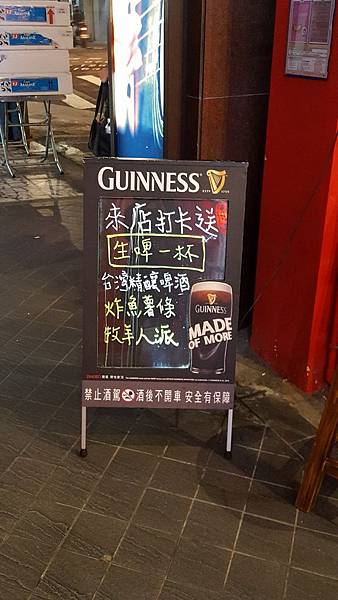 GUINNESS
來店打卡送
生啤一杯
台灣精釀啤酒
炸魚薯條
牧羊人派
GUINNESS
MADE
OF MORE
禁止酒駕 酒後不開車 安全有保障